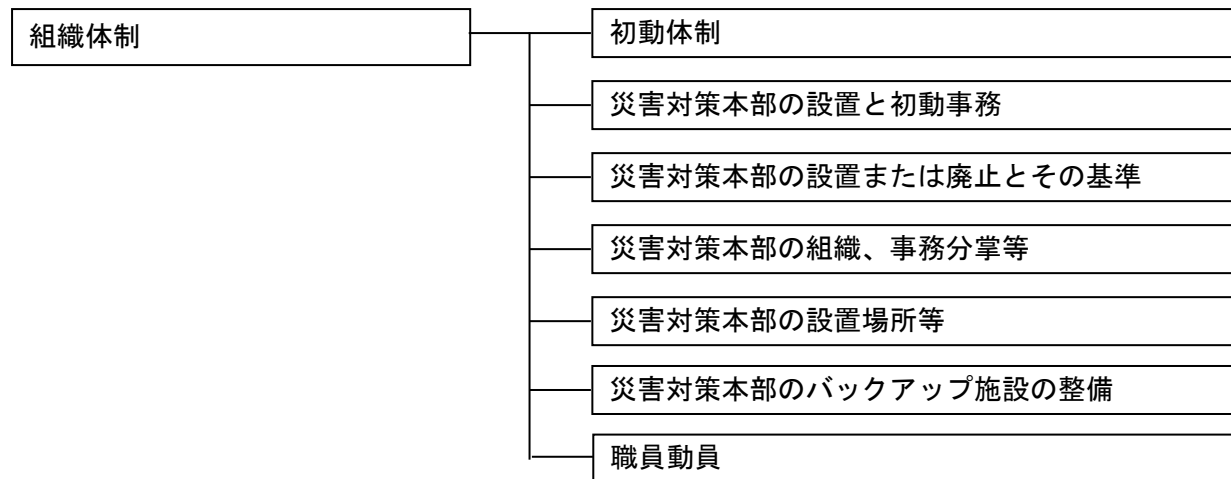 組織体制
初動体制
災害対策本部の設置と初動事務
災害対策本部の設置または廃止とその基準
災害対策本部の組織、事務分掌等
災害対策本部の設置場所等
災害対策本部のバックアップ施設の整備
職員動員